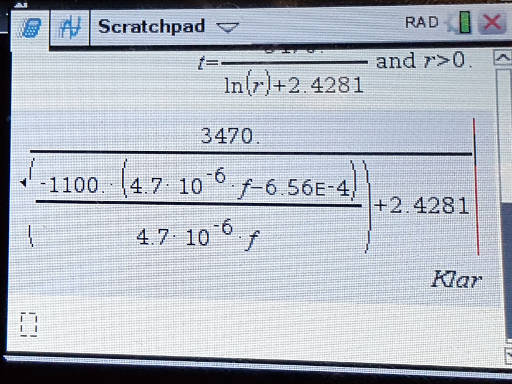 Scratchpad RAD
t= and r>0.
ln(r)+2.4281
3470.
-1100.·(4.7·10^-6·f-6.56E-4)
+2.4281
4.7·10^-6·f
Klar